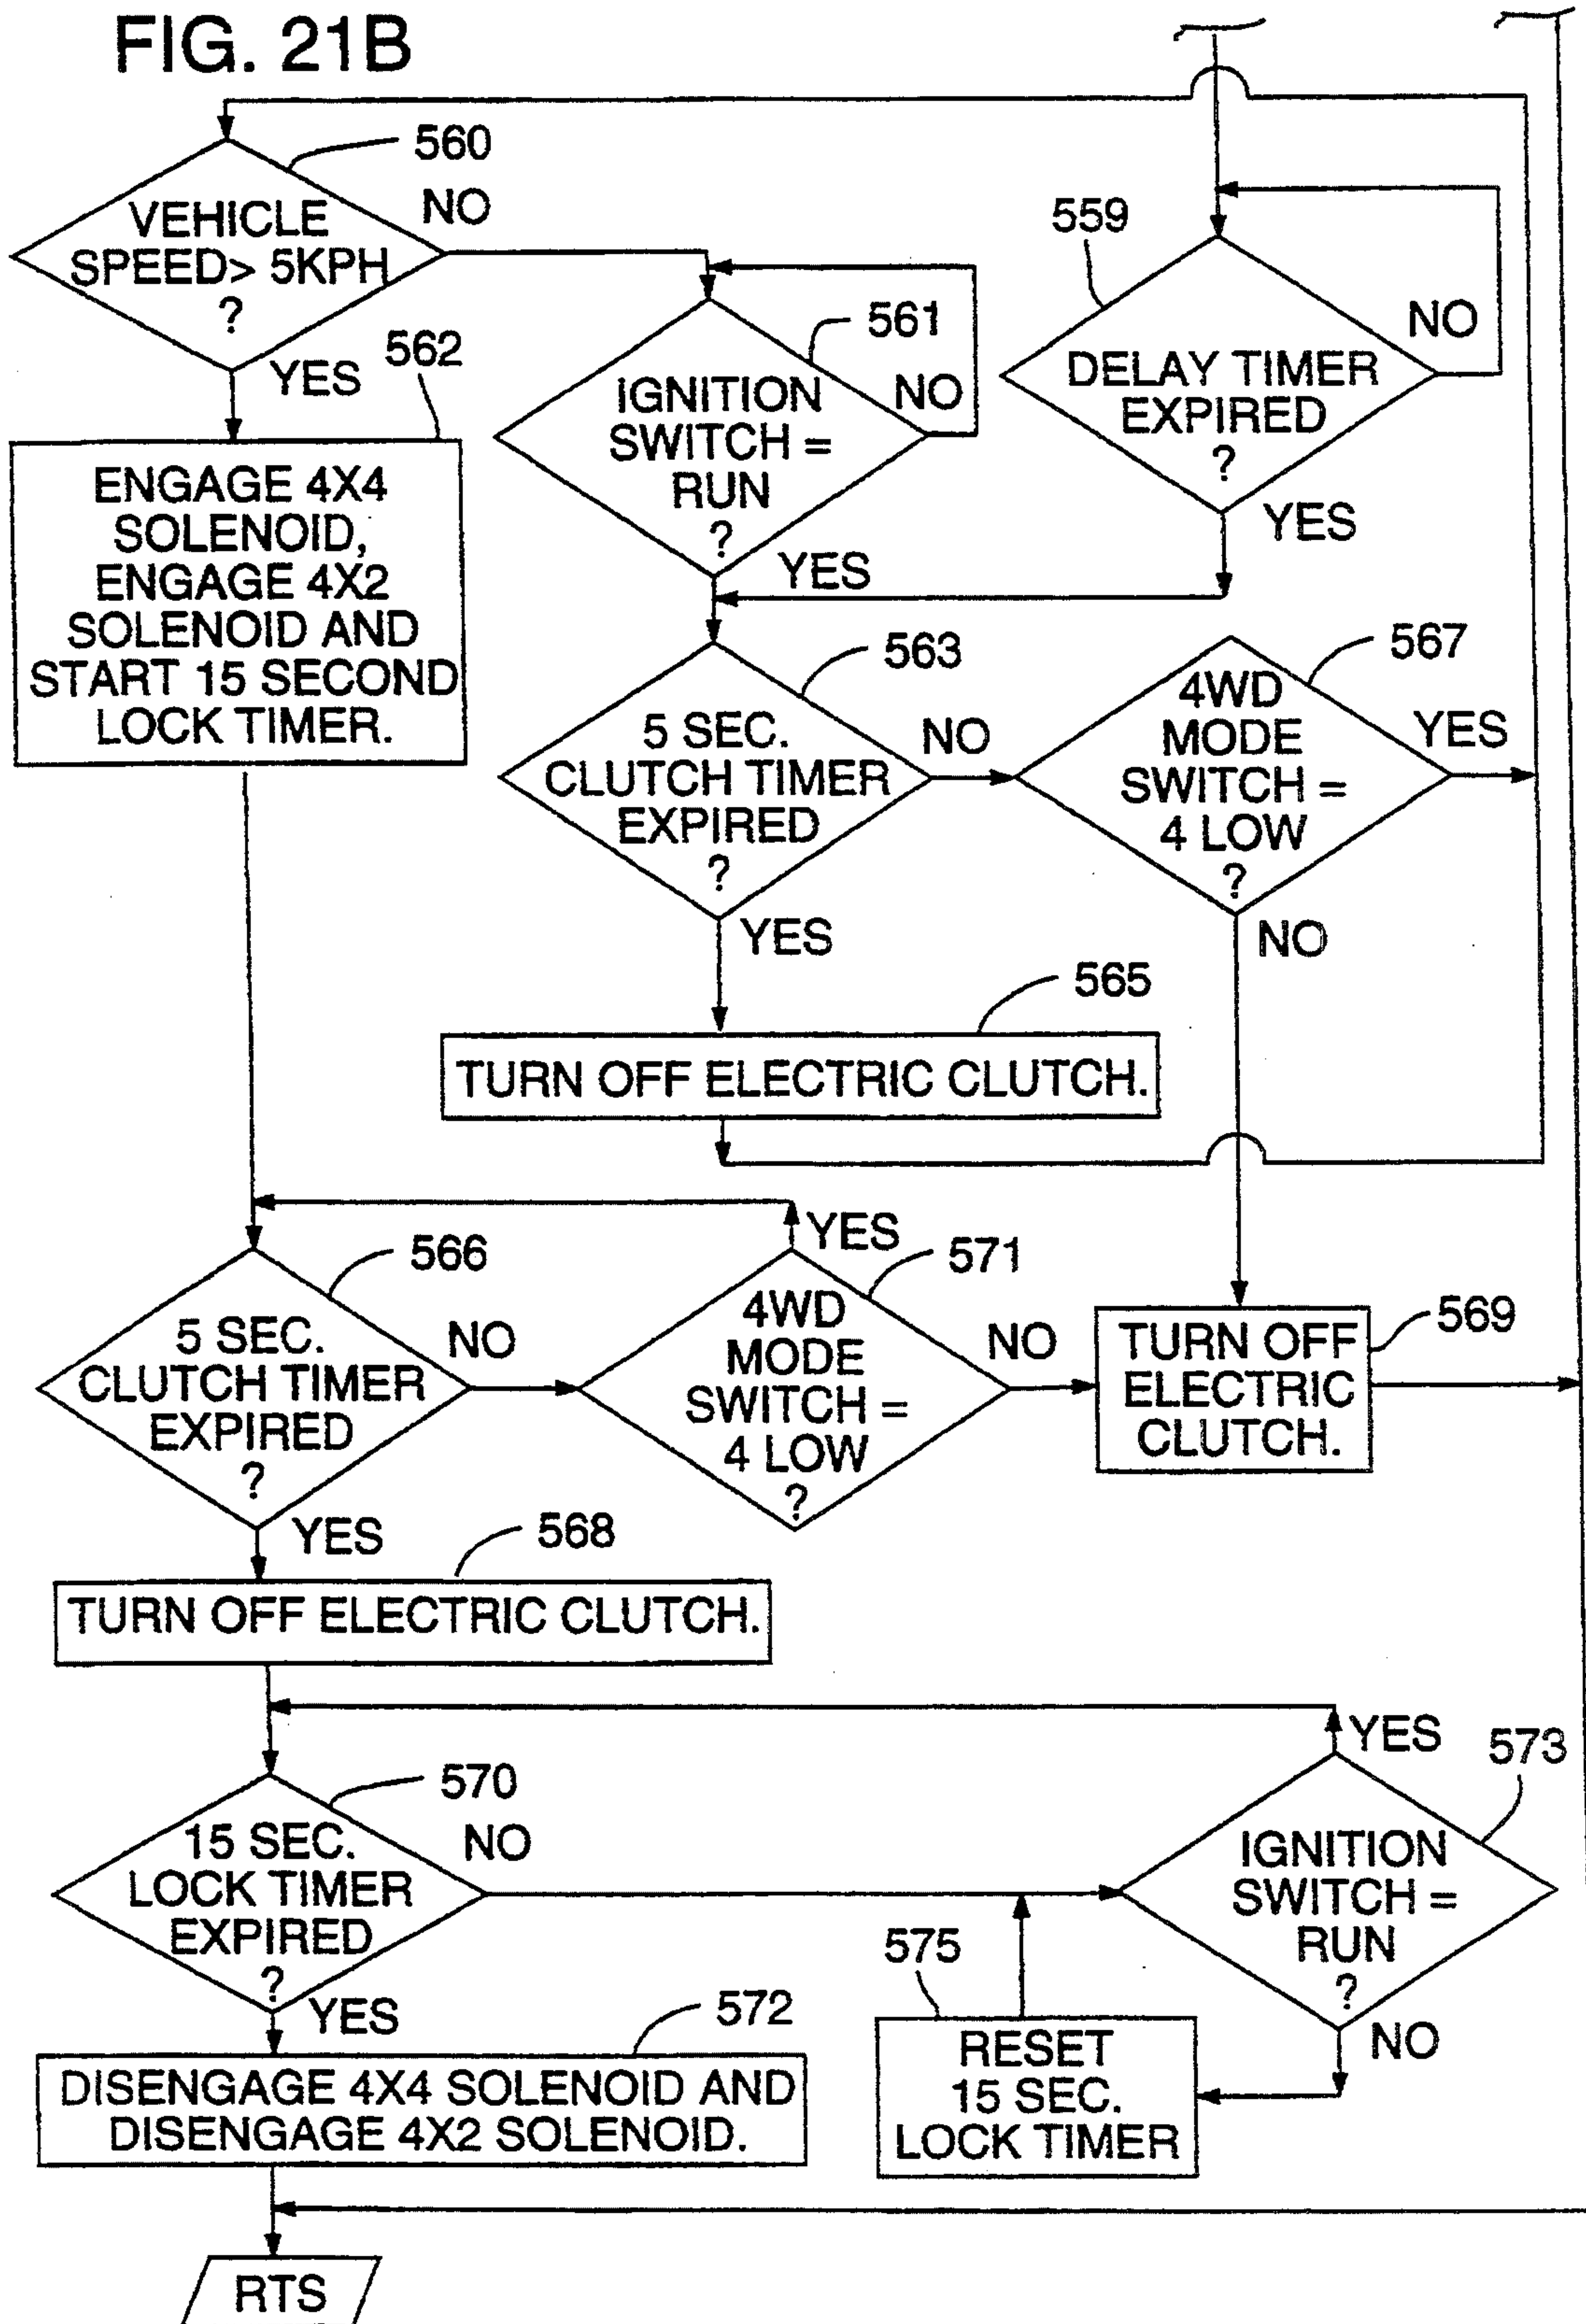 FIG. 21B
560
VEHICLE
SPEED> 5KPH
?
NO
YES
559
DELAY TIMER
EXPIRED
?
NO
YES
561
IGNITION
SWITCH =
RUN
?
NO
YES
562
ENGAGE 4X4
SOLENOID,
ENGAGE 4X2
SOLENOID AND
START 15 SECOND
LOCK TIMER.
563
5 SEC.
CLUTCH TIMER
EXPIRED
?
NO
YES
567
4WD
MODE
SWITCH =
4 LOW
?
YES
NO
565
TURN OFF ELECTRIC CLUTCH.
566
5 SEC.
CLUTCH TIMER
EXPIRED
?
NO
YES
571
4WD
MODE
SWITCH =
4 LOW
?
YES
NO
569
TURN OFF
ELECTRIC
CLUTCH.
568
TURN OFF ELECTRIC CLUTCH.
570
15 SEC.
LOCK TIMER
EXPIRED
?
NO
YES
573
IGNITION
SWITCH =
RUN
?
YES
NO
575
RESET
15 SEC.
LOCK TIMER
572
DISENGAGE 4X4 SOLENOID AND
DISENGAGE 4X2 SOLENOID.
RTS